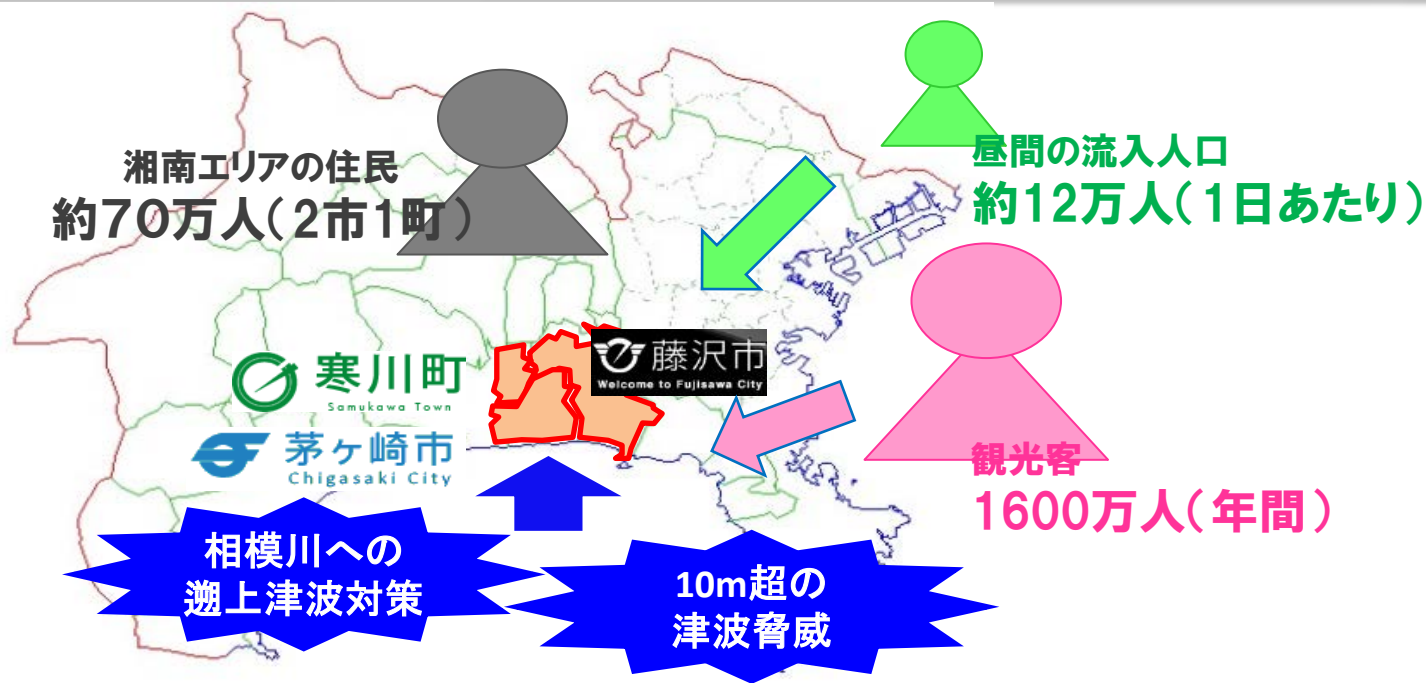 湘南エリアの住民
約70万人(2市1町)
昼間の流入人口
約12万人(1日あたり)
藤沢市
Welcome to Fujisawa City
寒川町
Samukawa Town
茅ヶ崎市
Chigasaki City
観光客
1600万人(年間)
相模川への
遡上津波対策
10m超の
津波脅威